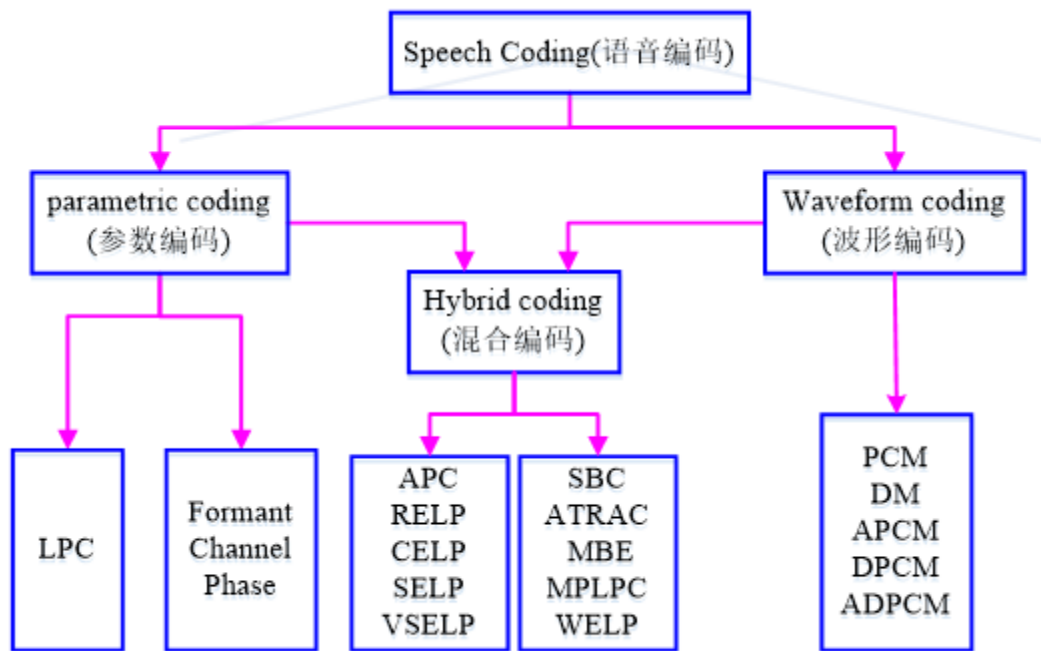 Speech Coding(语音编码)
parametric coding
(参数编码)
Waveform coding
(波形编码)
Hybrid coding
(混合编码)
LPC
Formant
Channel
Phase
APC
RELP
CELP
SELP
VSELP
SBC
ATRAC
MBE
MPLPC
WELP
PCM
DM
APCM
DPCM
ADPCM